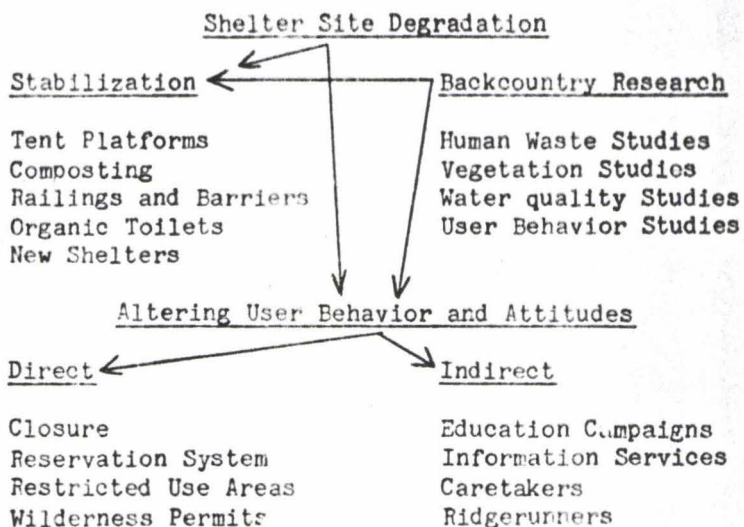 Shelter Site Degradation
Stabilization Backcountry Research
Tent Platforms Human Waste Studies
Composting Vegetation Studies
Railings and Barriers Water quality Studies
Organic Toilets User Behavior Studies
New Shelters
Altering User Behavior and Attitudes
Direct Indirect
Closure Education Campaigns
Reservation System Information Services
Restricted Use Areas Caretakers
Wilderness Permits Ridgerunners